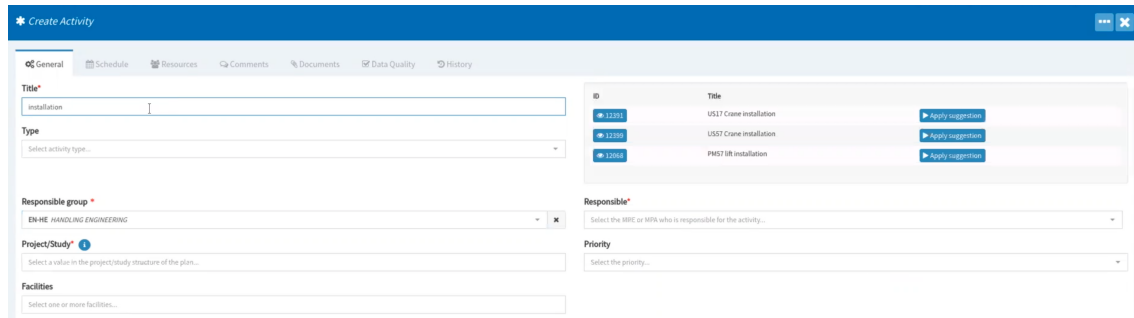 Create Activity
General Schedule Resources Comments Documents Data Quality History
Title*
installation
Type
Select activity type...
ID Title
12391 US17 Crane installation Apply suggestion
12399 US57 Crane installation Apply suggestion
12068 PM57 lift installation Apply suggestion
Responsible group *
EN-HE HANDLING ENGINEERING
Responsible*
Select the MPE or MPA who is responsible for the activity...
Project/Study*
Select a value in the project/study structure of the plan...
Priority
Select the priority...
Facilities
Select one or more facilities...